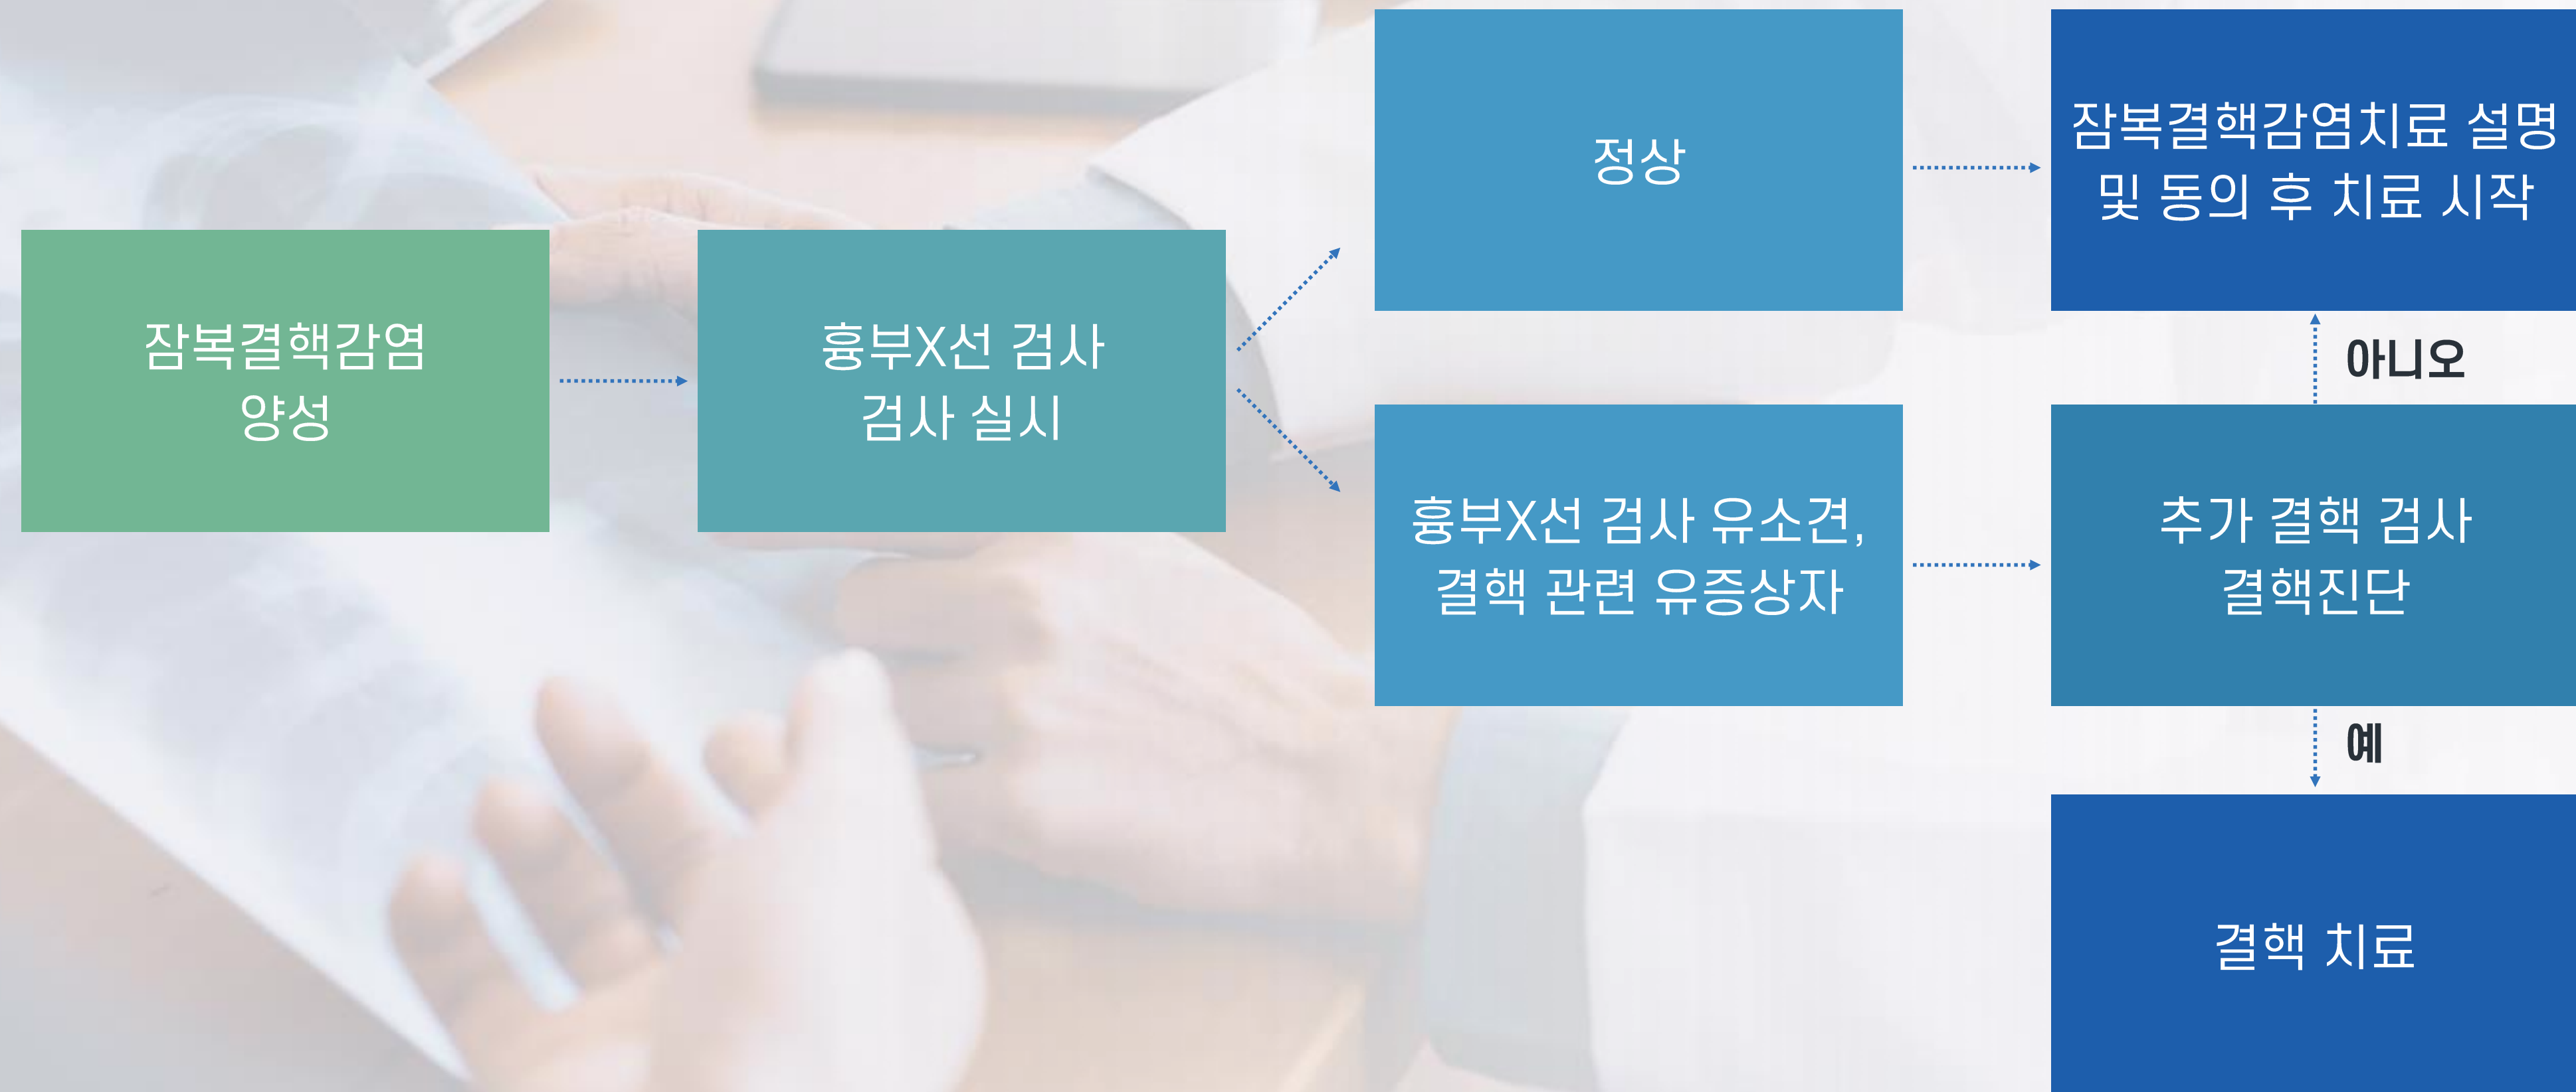 잠복결핵감염
양성
흉부X선 검사
검사 실시
정상
잠복결핵감염치료 설명
및 동의 후 치료 시작
아니오
흉부X선 검사 유소견,
결핵 관련 유증상자
추가 결핵 검사
결핵진단
예
결핵 치료